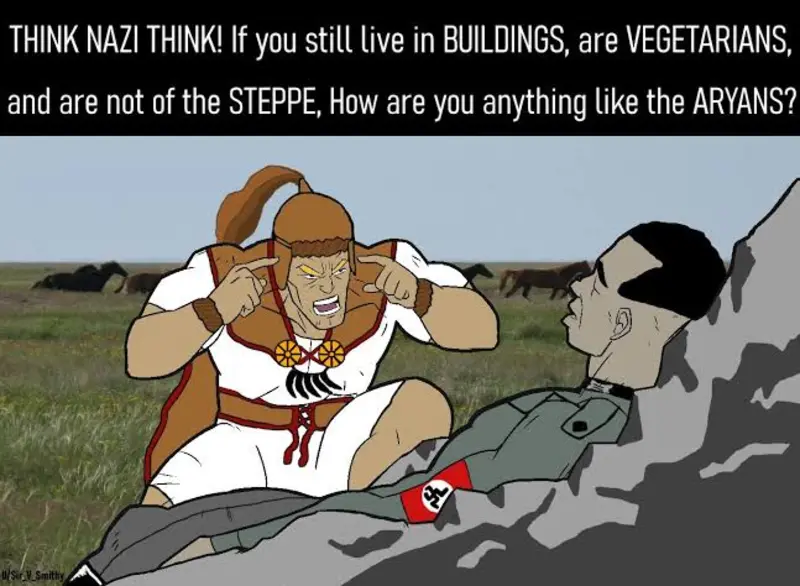 THINK NAZI THINK! If you still live in BUILDINGS, are VEGETARIANS,
and are not of the STEPPE, How are you anything like the ARYANS?
U/Sir_V_Smithy